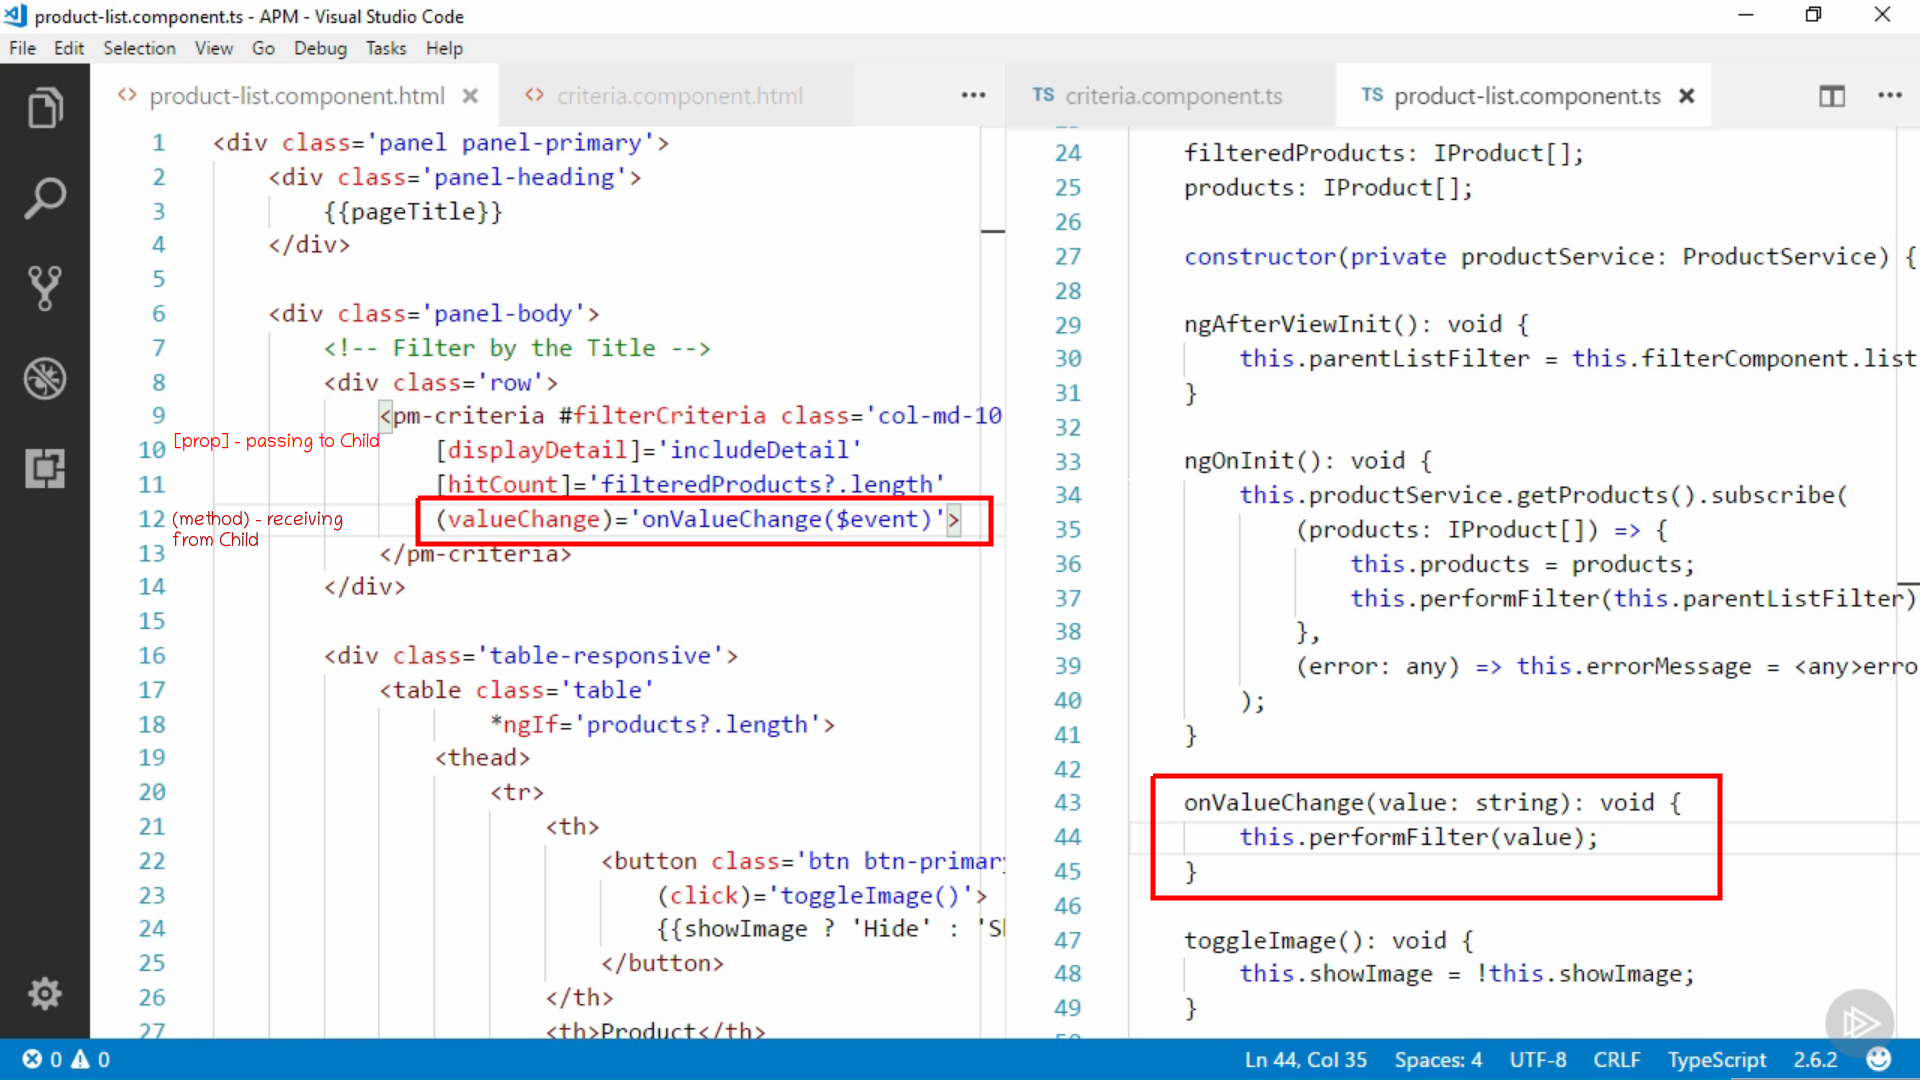 product-list.component.ts - APM - Visual Studio Code
File Edit Selection View Go Debug Tasks Help
<> product-list.component.html
<> criteria.component.html
TS criteria.component.ts
TS product-list.component.ts
1 <div class='panel panel-primary'>
2 <div class='panel-heading'>
3 {{pageTitle}}
4 </div>
5
6 <div class='panel-body'>
7 <!-- Filter by the Title -->
8 <div class='row'>
9 <pm-criteria #filterCriteria class='col-md-10
[prop] - passing to Child
10 [displayDetail]='includeDetail'
11 [hitCount]='filteredProducts?.length'
12 (valueChange)='onValueChange($event)'>
(method) - receiving
from Child
13 </pm-criteria>
14 </div>
15
16 <div class='table-responsive'>
17 <table class='table'
18 *ngIf='products?.length'>
19 <thead>
20 <tr>
21 <th>
22 <button class='btn btn-primary
23 (click)='toggleImage()'>
24 {{showImage ? 'Hide' : 'S
25 </button>
26 </th>
27 <th>Product</th>
24 filteredProducts: IProduct[];
25 products: IProduct[];
26
27 constructor(private productService: ProductService) {
28
29 ngAfterViewInit(): void {
30 this.parentListFilter = this.filterComponent.list
31 }
32
33 ngOnInit(): void {
34 this.productService.getProducts().subscribe(
35 (products: IProduct[]) => {
36 this.products = products;
37 this.performFilter(this.parentListFilter)
38 },
39 (error: any) => this.errorMessage = <any>erro
40 );
41 }
42
43 onValueChange(value: string): void {
44 this.performFilter(value);
45 }
46
47 toggleImage(): void {
48 this.showImage = !this.showImage;
49 }
0 0
Ln 44, Col 35 Spaces: 4 UTF-8 CRLF TypeScript 2.6.2